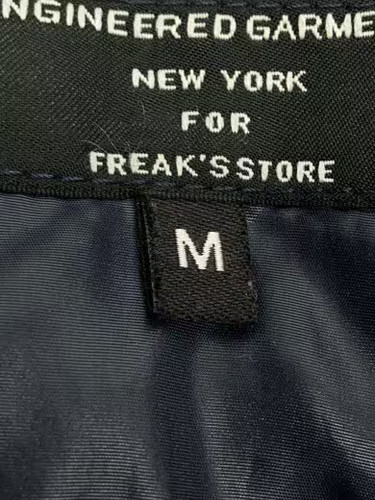 NGINEERED GARME
NEW YORK
FOR
FREAK'S STORE
M